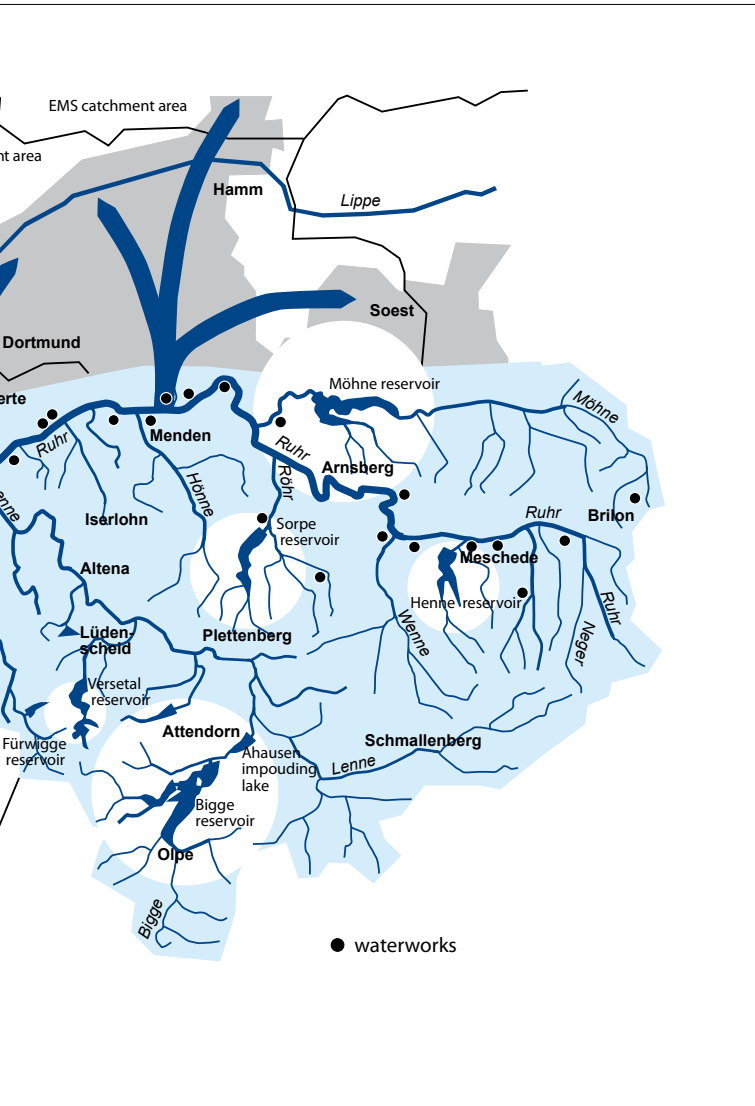 EMS catchment area
nt area
Hamm
Lippe
Soest
Dortmund
Möhne reservoir
Möhne
erte
Ruhr
Menden
Ruhr
Arnsberg
Röhr
Hönne
enne
Iserlohn
Sorpe
reservoir
Ruhr
Brilon
Meschede
Altena
Henne reservoir
Ruhr
Lüden-
scheid
Plettenberg
Wenne
Neger
Versetal
reservoir
Attendorn
Schmallenberg
Fürwigge
reservoir
Ahausen
impouding
lake
Lenne
Bigge
reservoir
Olpe
Bigge
waterworks